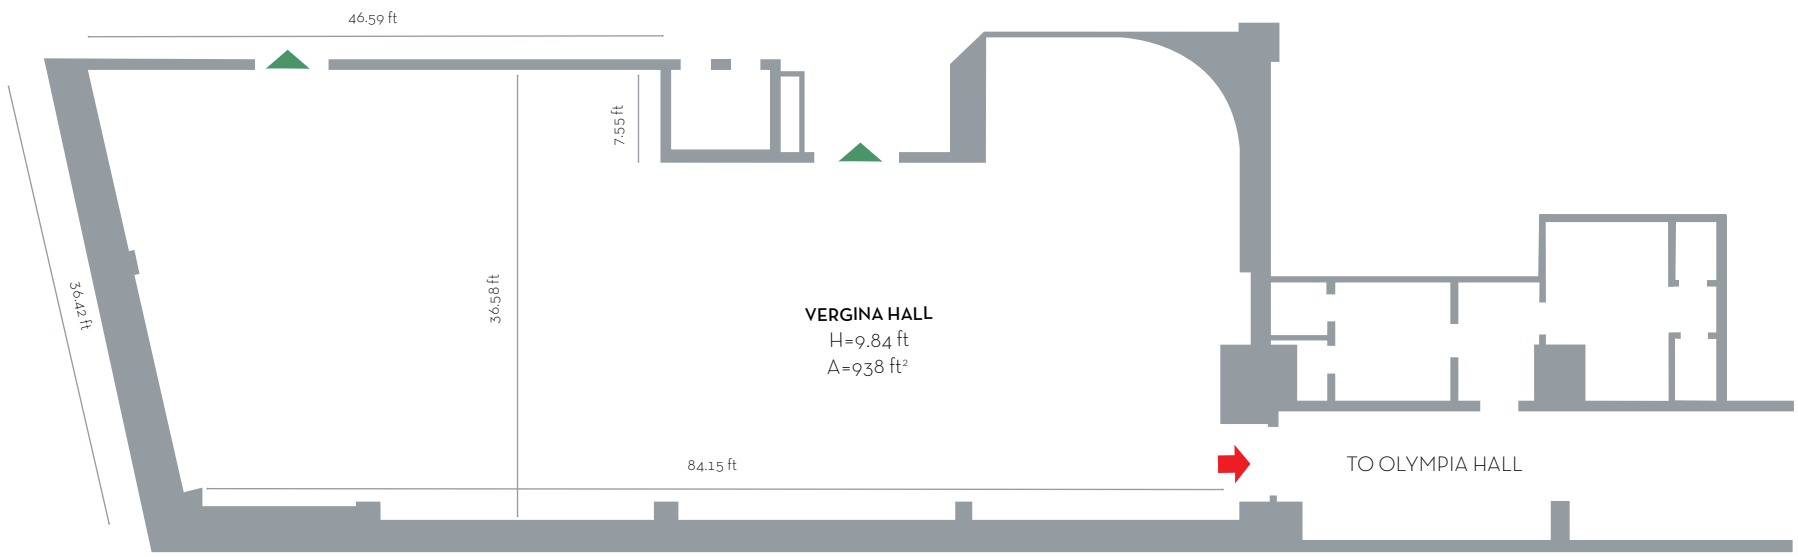 46.59 ft
7.55 ft
36.42 ft
36.58 ft
VERGINA HALL
H=9.84 ft
A=938 ft²
84.15 ft
TO OLYMPIA HALL